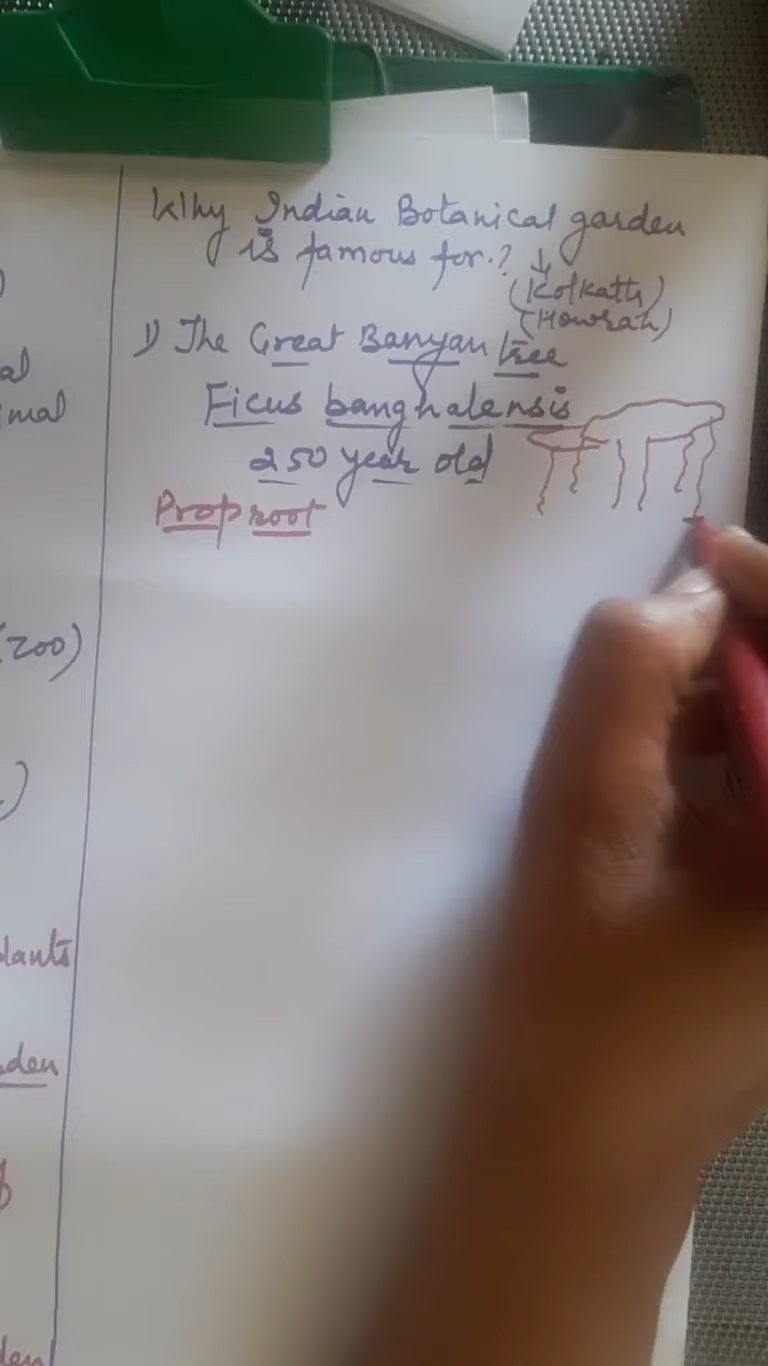 al
mal
(zoo)
lants
den
Why Indian Botanical garden
is famous for.? ↓
(Kolkatta)
(Howrah)
1) The Great Banyan tree
Ficus banghalensis
250 year old
Prop root